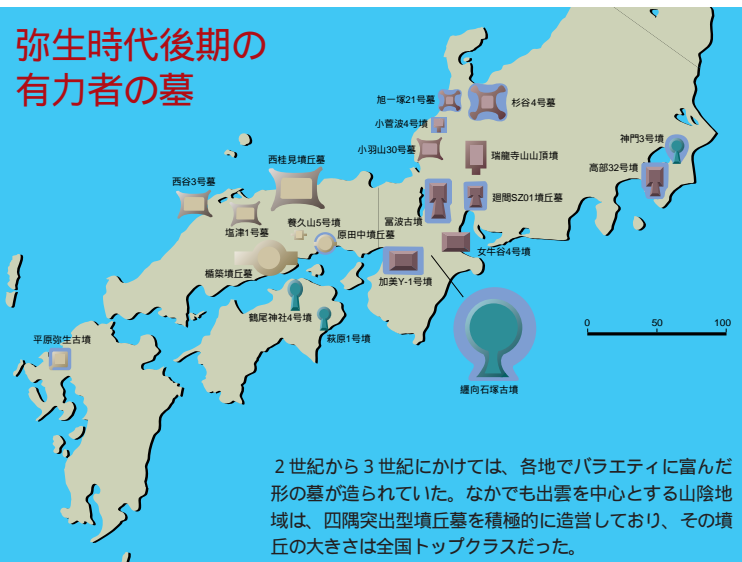 弥生時代後期の
有力者の墓
旭一塚21号墓
杉谷4号墓
小菅波4号墳
小羽山30号墓
瑞龍寺山山頂墳
神門3号墳
高部32号墳
西桂見墳丘墓
西谷3号墓
塩津1号墓
養久山5号墳
原田中墳丘墓
冨波古墳
廻間SZ01墳丘墓
女牛谷4号墳
楯築墳丘墓
加美Y-1号墳
鶴尾神社4号墳
萩原1号墳
平原弥生古墳
纒向石塚古墳
0 50 100
2世紀から3世紀にかけては、各地でバラエティに富んだ
形の墓が造られていた。なかでも出雲を中心とする山陰地
域は、四隅突出型墳丘墓を積極的に造営しており、その墳
丘の大きさは全国トップクラスだった。